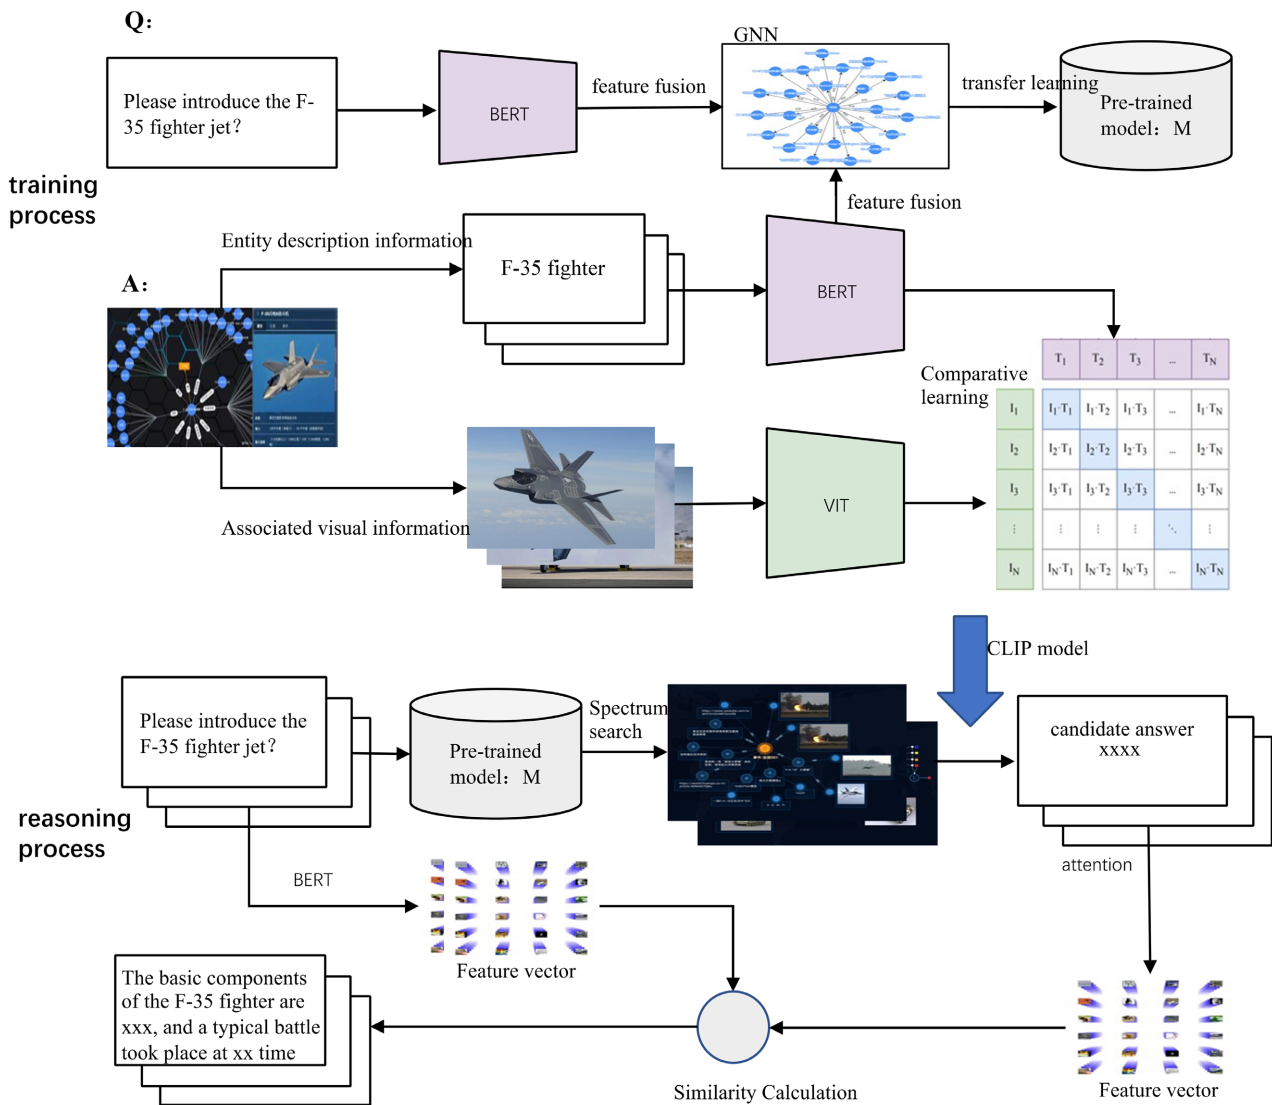 Q:
GNN
Please introduce the F-
35 fighter jet?
BERT
feature fusion
transfer learning
Pre-trained
model: M
training
process
feature fusion
Entity description information
F-35 fighter
BERT
A:
Comparative
learning
T1 T2 T3 ... TN
I1 I1·T1 I1·T2 I1·T3 ... I1·TN
I2 I2·T1 I2·T2 I2·T3 ... I2·TN
I3 I3·T1 I3·T2 I3·T3 ... I3·TN
⋮ ⋮ ⋮ ⋮ ⋱ ⋮
IN IN·T1 IN·T2 IN·T3 ... IN·TN
VIT
Associated visual information
CLIP model
Please introduce the
F-35 fighter jet?
Pre-trained
model: M
Spectrum
search
candidate answer
xxxx
reasoning
process
BERT
attention
Feature vector
The basic components
of the F-35 fighter are
xxx, and a typical battle
took place at xx time
Similarity Calculation
Feature vector